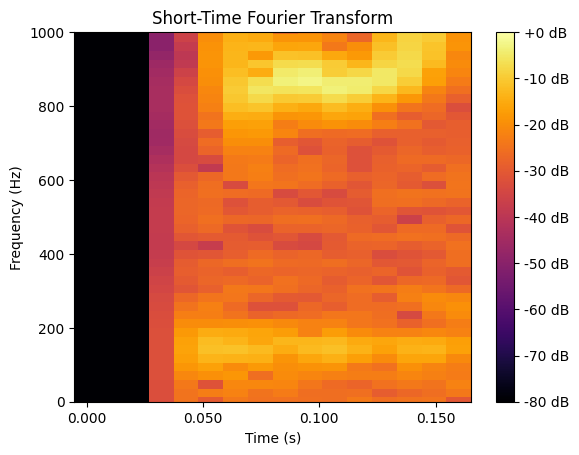 Short-Time Fourier Transform
1000
800
600
400
200
0
Frequency (Hz)
0.000
0.050
0.100
0.150
Time (s)
+0 dB
-10 dB
-20 dB
-30 dB
-40 dB
-50 dB
-60 dB
-70 dB
-80 dB